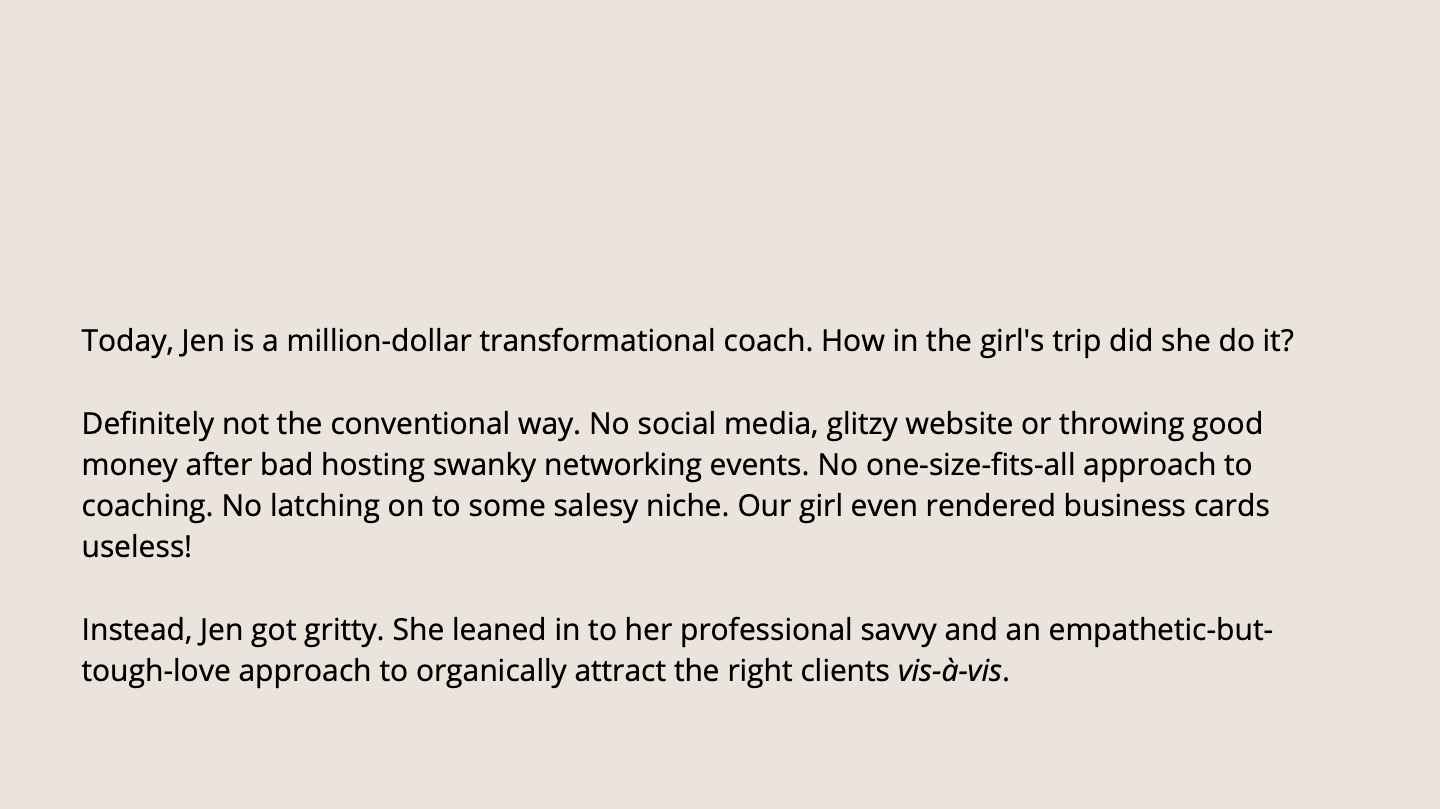 Today, Jen is a million-dollar transformational coach. How in the girl's trip did she do it?
Definitely not the conventional way. No social media, glitzy website or throwing good
money after bad hosting swanky networking events. No one-size-fits-all approach to
coaching. No latching on to some salesy niche. Our girl even rendered business cards
useless!
Instead, Jen got gritty. She leaned in to her professional savvy and an empathetic-but-
tough-love approach to organically attract the right clients vis-à-vis.